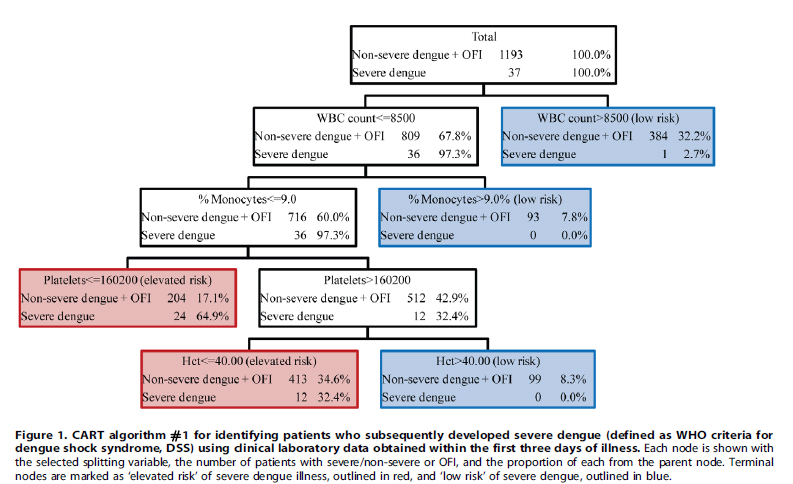 Total
Non-severe dengue + OFI 1193 100.0%
Severe dengue 37 100.0%
WBC count<=8500
Non-severe dengue + OFI 809 67.8%
Severe dengue 36 97.3%
WBC count>8500 (low risk)
Non-severe dengue + OFI 384 32.2%
Severe dengue 1 2.7%
% Monocytes<=9.0
Non-severe dengue + OFI 716 60.0%
Severe dengue 36 97.3%
% Monocytes>9.0% (low risk)
Non-severe dengue + OFI 93 7.8%
Severe dengue 0 0.0%
Platelets<=160200 (elevated risk)
Non-severe dengue + OFI 204 17.1%
Severe dengue 24 64.9%
Platelets>160200
Non-severe dengue + OFI 512 42.9%
Severe dengue 12 32.4%
Hct<=40.00 (elevated risk)
Non-severe dengue + OFI 413 34.6%
Severe dengue 12 32.4%
Hct>40.00 (low risk)
Non-severe dengue + OFI 99 8.3%
Severe dengue 0 0.0%
Figure 1. CART algorithm #1 for identifying patients who subsequently developed severe dengue (defined as WHO criteria for
dengue shock syndrome, DSS) using clinical laboratory data obtained within the first three days of illness. Each node is shown with
the selected splitting variable, the number of patients with severe/non-severe or OFI, and the proportion of each from the parent node. Terminal
nodes are marked as 'elevated risk' of severe dengue illness, outlined in red, and 'low risk' of severe dengue, outlined in blue.